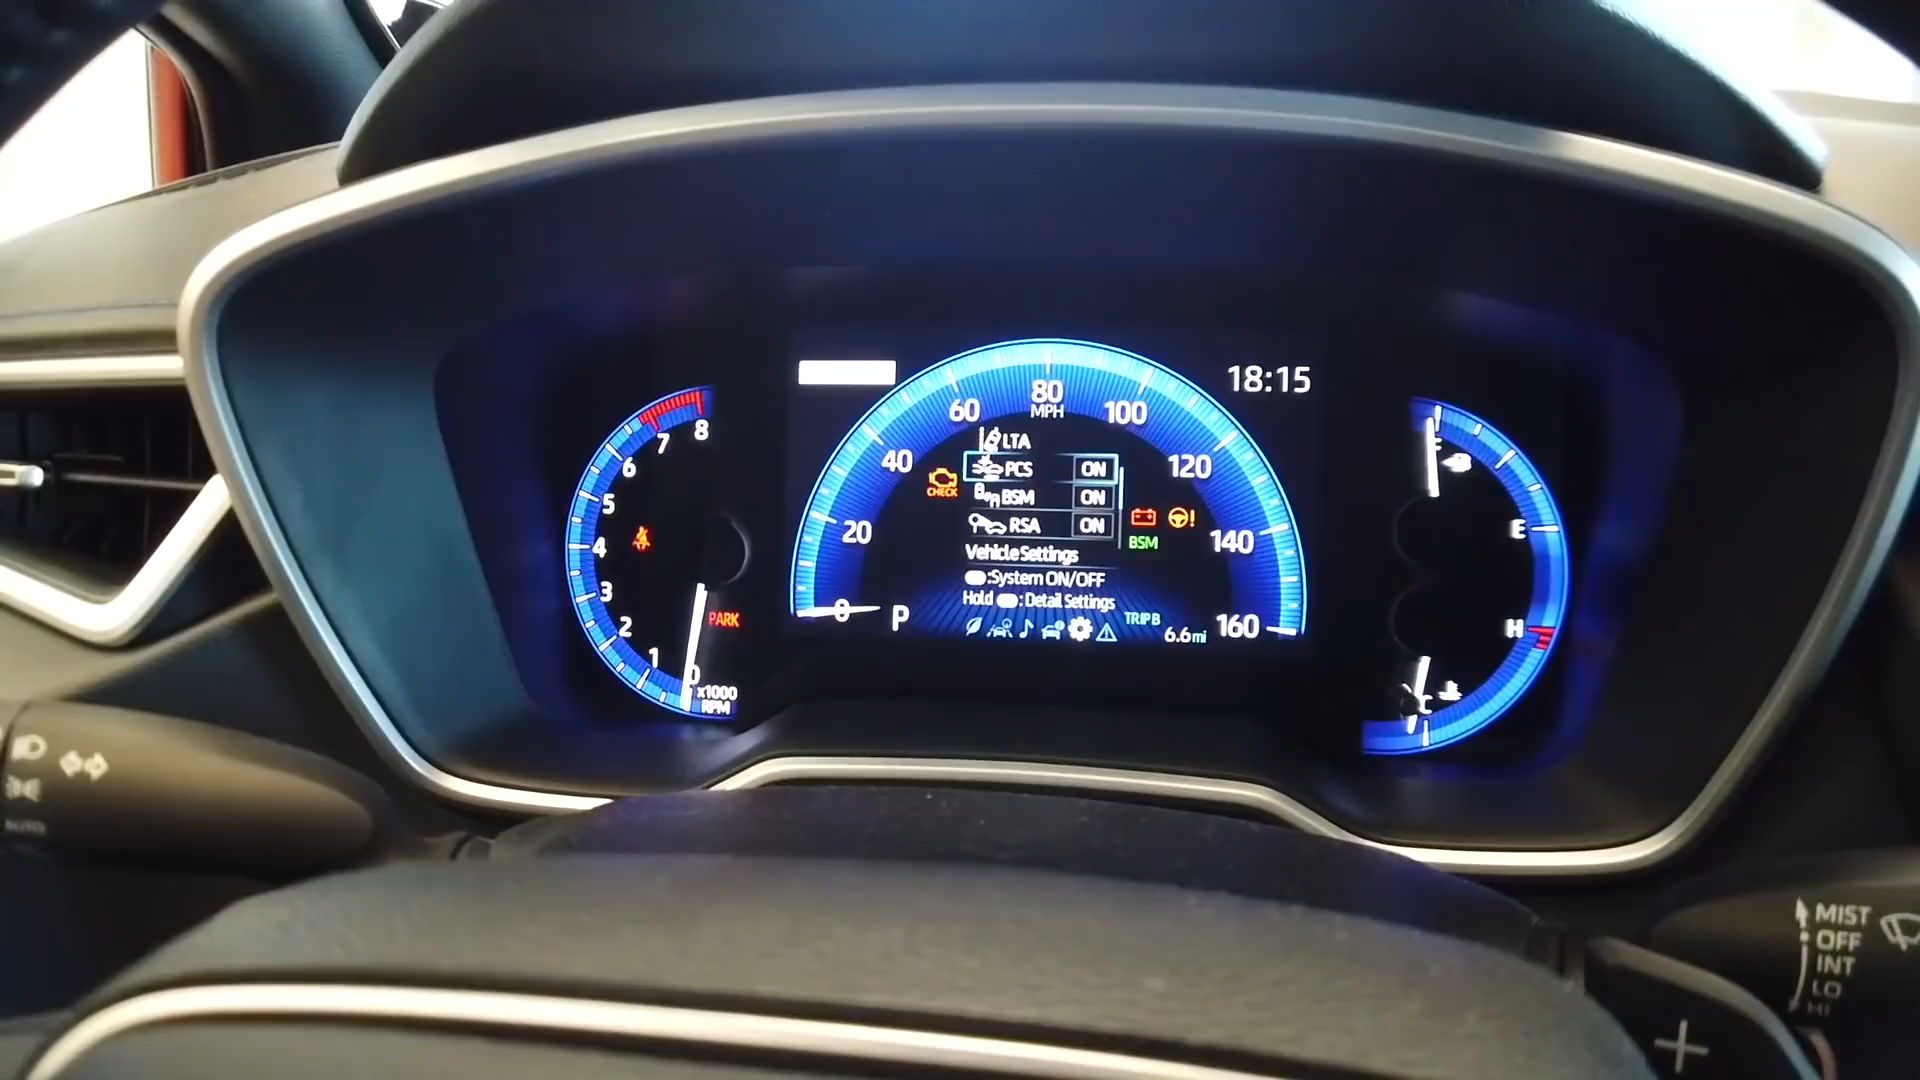 18:15
80
MPH
60
100
40
120
20
140
0
160
LTA
PCS ON
BSM ON
RSA ON
Vehicle Settings
:System ON/OFF
Hold : Detail Settings
CHECK
BSM
P
TRIP B
6.6mi
8
7
6
5
4
3
2
1
0
x1000
RPM
PARK
E
H
C
MIST
OFF
INT
LO
HI
AUTO
+